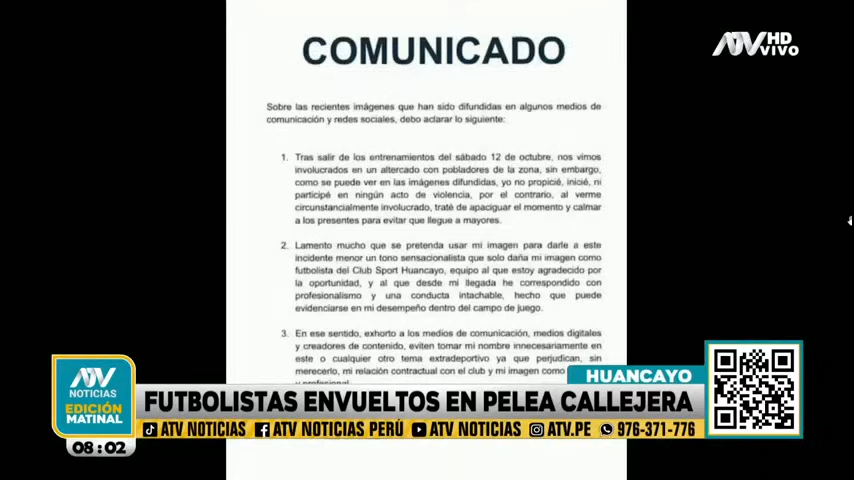 COMUNICADO
ATV HD
VIVO
Sobre las recientes imágenes que han sido difundidas en algunos medios de
comunicación y redes sociales, debo aclarar lo siguiente:
1. Tras salir de los entrenamientos del sábado 12 de octubre, nos vimos
involucrados en un altercado con pobladores de la zona, sin embargo,
como se puede ver en las imágenes difundidas, yo no propicié, inicié, ni
participé en ningún acto de violencia, por el contrario, al verme
circunstancialmente involucrado, traté de apaciguar el momento y calmar
a los presentes para evitar que llegue a mayores.
2. Lamento mucho que se pretenda usar mi imagen para darle a este
incidente menor un tono sensacionalista que solo daña mi imagen como
futbolista del Club Sport Huancayo, equipo al que estoy agradecido por
la oportunidad, y al que desde mi llegada he correspondido con
profesionalismo y una conducta intachable, hecho que puede
evidenciarse en mi desempeño dentro del campo de juego.
3. En ese sentido, exhorto a los medios de comunicación, medios digitales
y creadores de contenido, eviten tomar mi nombre innecesariamente en
este o cualquier otro tema extradeportivo ya que perjudican, sin
merecerlo, mi relación contractual con el club y mi imagen como
y profesional.
HUANCAYO
ATV
NOTICIAS
EDICIÓN
MATINAL
08:02
FUTBOLISTAS ENVUELTOS EN PELEA CALLEJERA
ATV NOTICIAS ATV NOTICIAS PERÚ ATV NOTICIAS ATV.PE 976-371-776